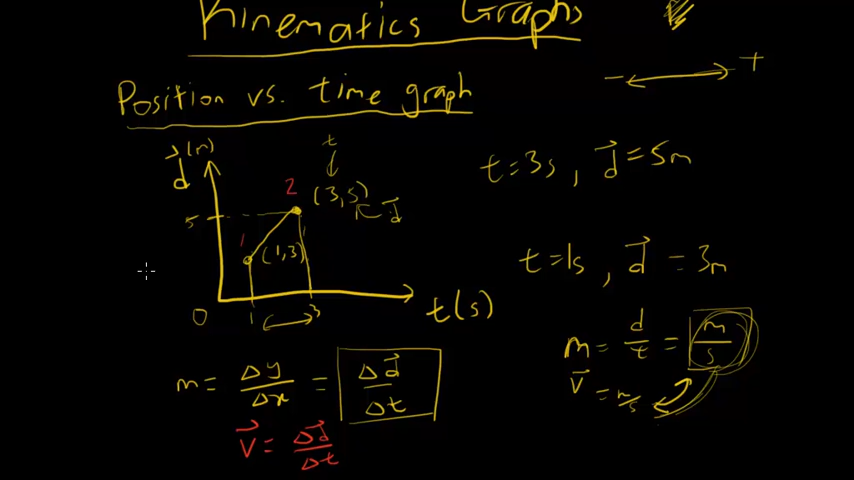 Kinematics Graphs
- +
Position vs. time graph
d (m)
t
2
(3,5)
d
t=3s, d=5m
5
1
(1,3)
t=1s, d=3m
0
1
3
t(s)
m= Δy/Δx = Δd/Δt
m= d/t = m/s
v = m/s
v= Δd/Δt